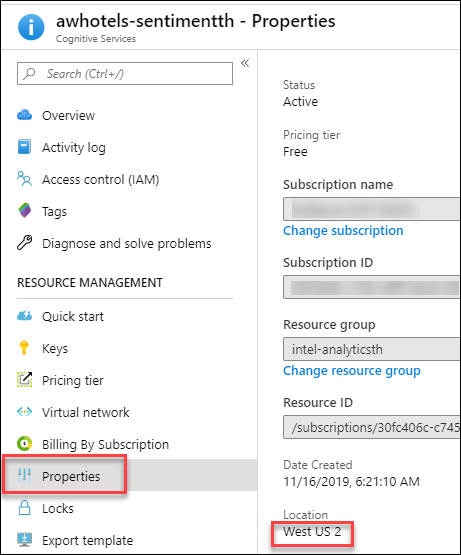 awhotels-sentimentth - Properties
Cognitive Services
Search (Ctrl+/)
Overview
Activity log
Access control (IAM)
Tags
Diagnose and solve problems
RESOURCE MANAGEMENT
Quick start
Keys
Pricing tier
Virtual network
Billing By Subscription
Properties
Locks
Export template
Status
Active
Pricing tier
Free
Subscription name
Change subscription
Subscription ID
Resource group
intel-analyticsth
Change resource group
Resource ID
/subscriptions/30fc406c-c745
Date Created
11/16/2019, 6:21:10 AM
Location
West US 2